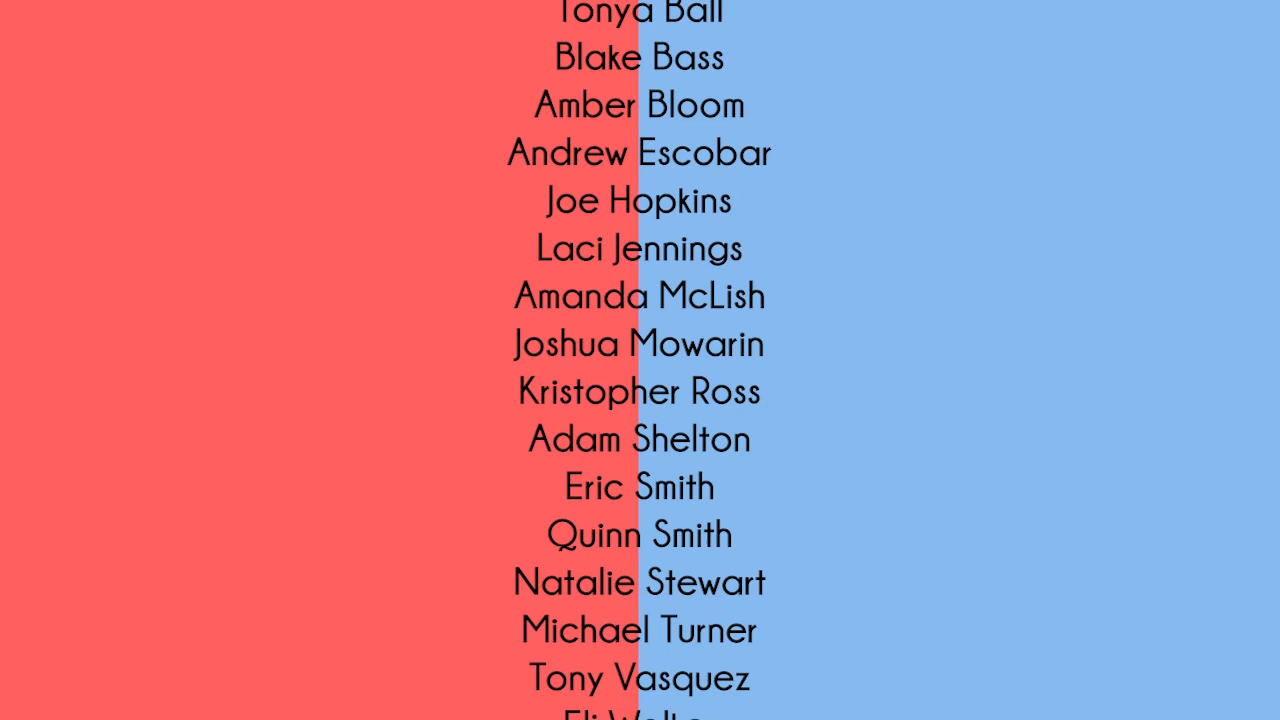 Tonya Ball
Blake Bass
Amber Bloom
Andrew Escobar
Joe Hopkins
Laci Jennings
Amanda McLish
Joshua Mowarin
Kristopher Ross
Adam Shelton
Eric Smith
Quinn Smith
Natalie Stewart
Michael Turner
Tony Vasquez
Eli